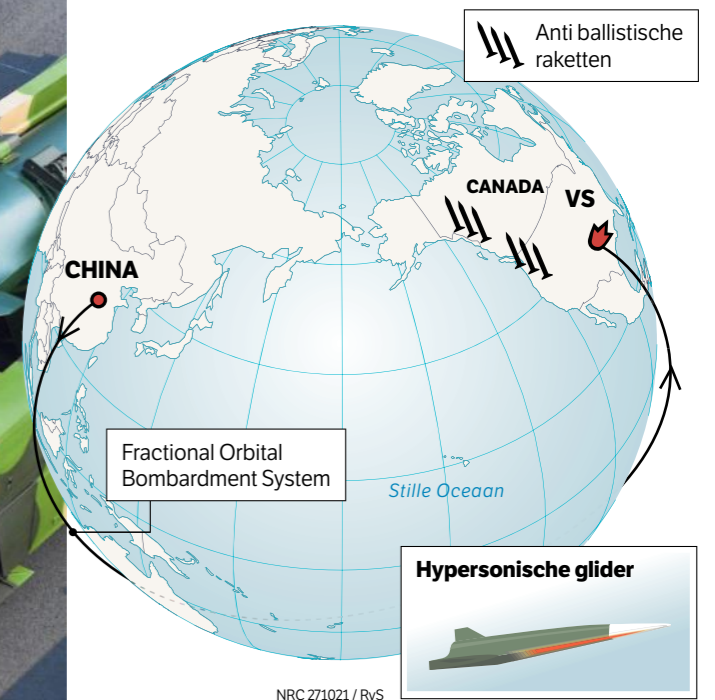 Anti ballistische
raketten
CANADA
VS
CHINA
Fractional Orbital
Bombardment System
Stille Oceaan
Hypersonische glider
NRC 271021 / RvS